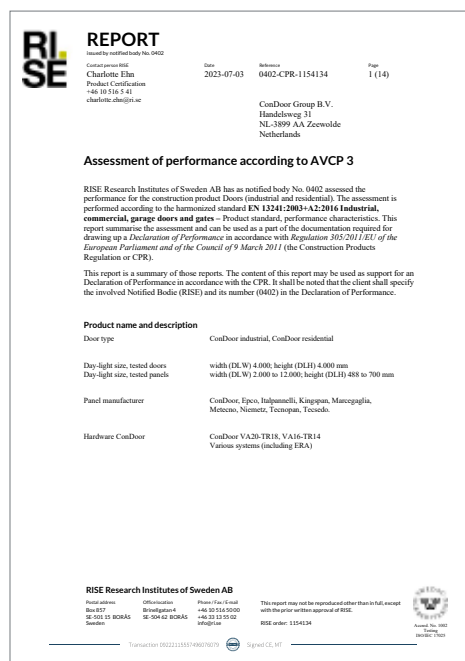 RI.
SE
REPORT
issued by notified body No. 0402
Contact person RISE
Charlotte Ehn
Product Certification
+46 10 516 5 41
charlotte.ehn@ri.se
Date
2023-07-03
Reference
0402-CPR-1154134
Page
1 (14)
ConDoor Group B.V.
Handelsweg 31
NL-3899 AA Zeewolde
Netherlands
Assessment of performance according to AVCP 3
RISE Research Institutes of Sweden AB has as notified body No. 0402 assessed the
performance for the construction product Doors (industrial and residential). The assessment is
performed according to the harmonized standard EN 13241:2003+A2:2016 Industrial,
commercial, garage doors and gates – Product standard, performance characteristics. This
report summarise the assessment and can be used as a part of the documentation required for
drawing up a Declaration of Performance in accordance with Regulation 305/2011/EU of the
European Parliament and of the Council of 9 March 2011 (the Construction Products
Regulation or CPR).
This report is a summary of those reports. The content of this report may be used as support for an
Declaration of Performance in accordance with the CPR. It shall be noted that the client shall specify
the involved Notified Bodie (RISE) and its number (0402) in the Declaration of Performance.
Product name and description
Door type ConDoor industrial, ConDoor residential
Day-light size, tested doors width (DLW) 4.000; height (DLH) 4.000 mm
Day-light size, tested panels width (DLW) 2.000 to 12.000; height (DLH) 488 to 700 mm
Panel manufacturer ConDoor, Epco, Italpannelli, Kingspan, Marcegaglia,
Metecno, Niemetz, Tecnopan, Tecsedo.
Hardware ConDoor ConDoor VA20-TR18, VA16-TR14
Various systems (including ERA)
RISE Research Institutes of Sweden AB
Postal address
Box 857
SE-501 15 BORÅS
Sweden
Office location
Brinellgatan 4
SE-504 62 BORÅS
Phone / Fax / E-mail
+46 10 516 50 00
+46 33 13 55 02
info@ri.se
This report may not be reproduced other than in full, except
with the prior written approval of RISE.
RISE order: 1154134
Accred. No. 1002
Testing
ISO/IEC 17025
Signed CE, MT